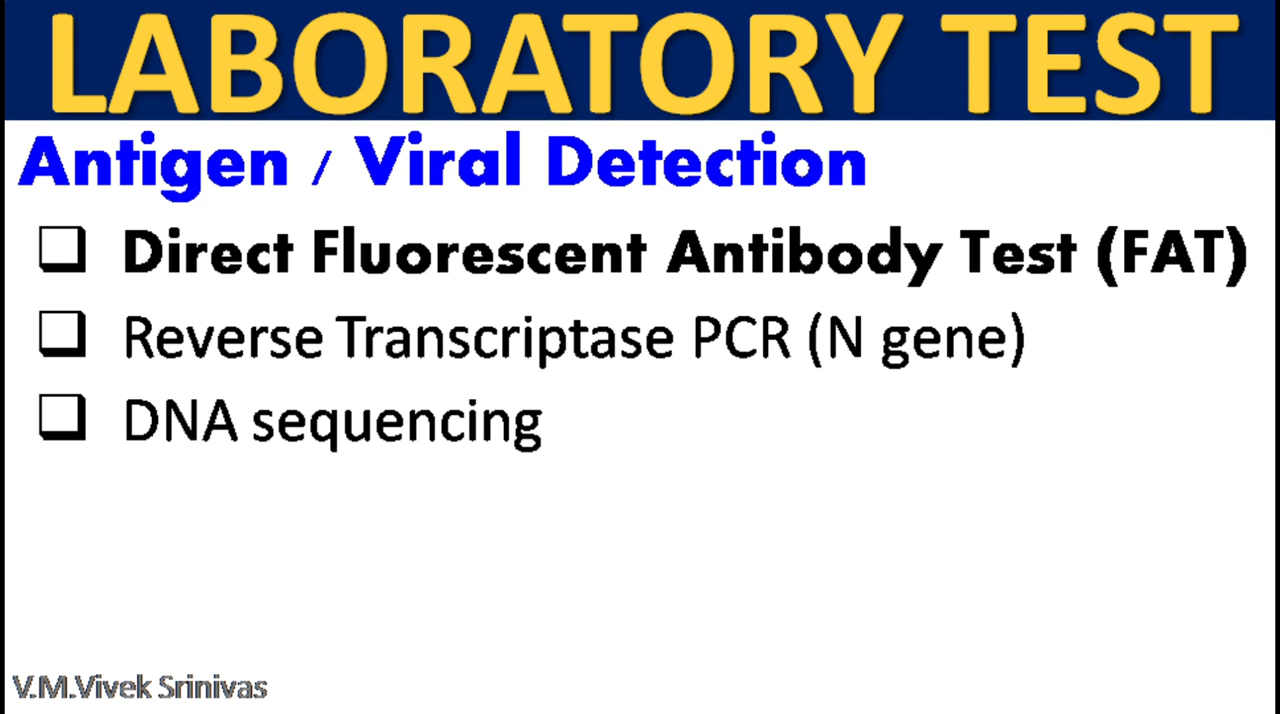 LABORATORY TEST
Antigen / Viral Detection
❑ Direct Fluorescent Antibody Test (FAT)
❑ Reverse Transcriptase PCR (N gene)
❑ DNA sequencing
V.M.Vivek Srinivas